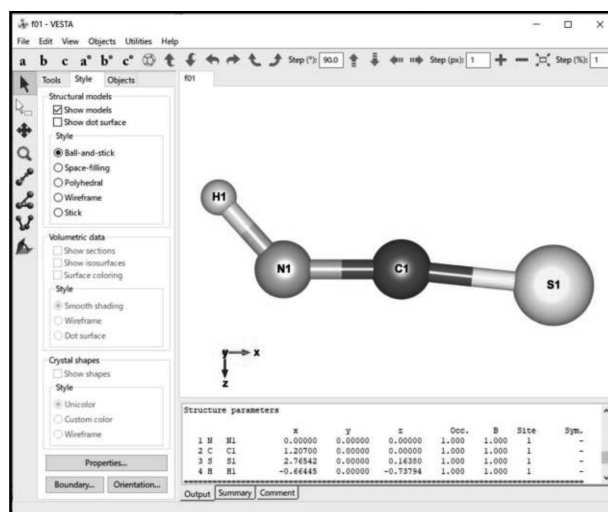 f01 - VESTA
File Edit View Objects Utilities Help
a b c a* b* c* Step (°): 90.0 Step (px): 1 Step (%): 1
Tools Style Objects
f01
Structural models
Show models
Show dot surface
Style
Ball-and-stick
Space-filling
Polyhedral
Wireframe
Stick
Volumetric data
Show sections
Show isosurfaces
Surface coloring
Style
Smooth shading
Wireframe
Dot surface
Crystal shapes
Show shapes
Style
Unicolor
Custom color
Wireframe
Properties...
Boundary... Orientation...
H1
N1 C1 S1
y x
z
Structure parameters
x y z Occ. B Site Sym.
1 N N1 0.00000 0.00000 0.00000 1.000 1.000 1 -
2 C C1 1.20700 0.00000 0.00000 1.000 1.000 1 -
3 S S1 2.76542 0.00000 0.16380 1.000 1.000 1 -
4 H H1 -0.66445 0.00000 -0.73794 1.000 1.000 1 -
Output Summary Comment